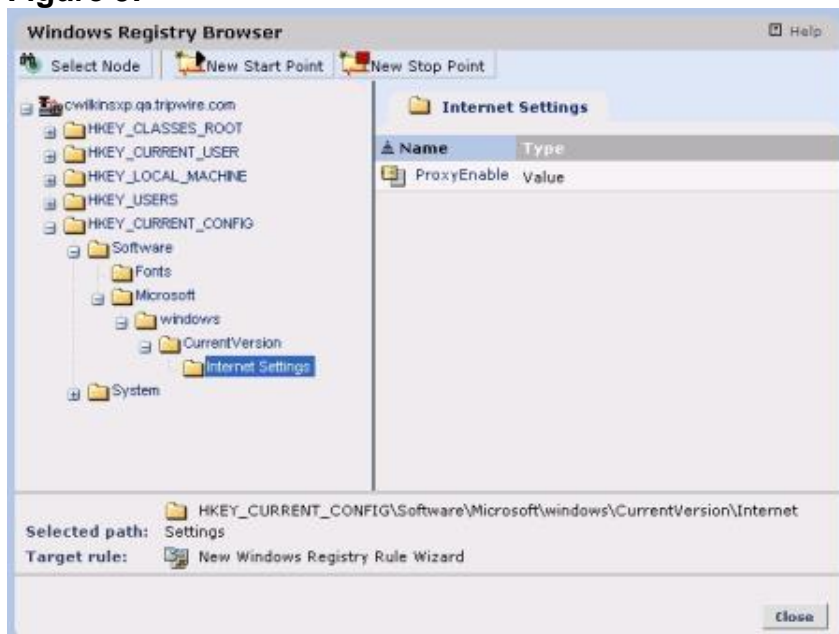 Windows Registry Browser
Help
Select Node
New Start Point
New Stop Point
cwilkinsxp.qa.tripwire.com
HKEY_CLASSES_ROOT
HKEY_CURRENT_USER
HKEY_LOCAL_MACHINE
HKEY_USERS
HKEY_CURRENT_CONFIG
Software
Fonts
Microsoft
windows
CurrentVersion
Internet Settings
System
Internet Settings
Name Type
ProxyEnable Value
HKEY_CURRENT_CONFIG\Software\Microsoft\windows\CurrentVersion\Internet
Selected path: Settings
Target rule: New Windows Registry Rule Wizard
Close